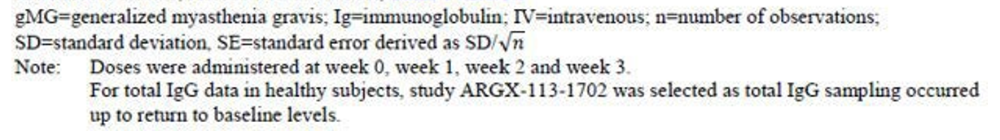 gMG=generalized myasthenia gravis; Ig=immunoglobulin; IV=intravenous; n=number of observations;
SD=standard deviation, SE=standard error derived as SD/√n
Note: Doses were administered at week 0, week 1, week 2 and week 3.
For total IgG data in healthy subjects, study ARGX-113-1702 was selected as total IgG sampling occurred
up to return to baseline levels.